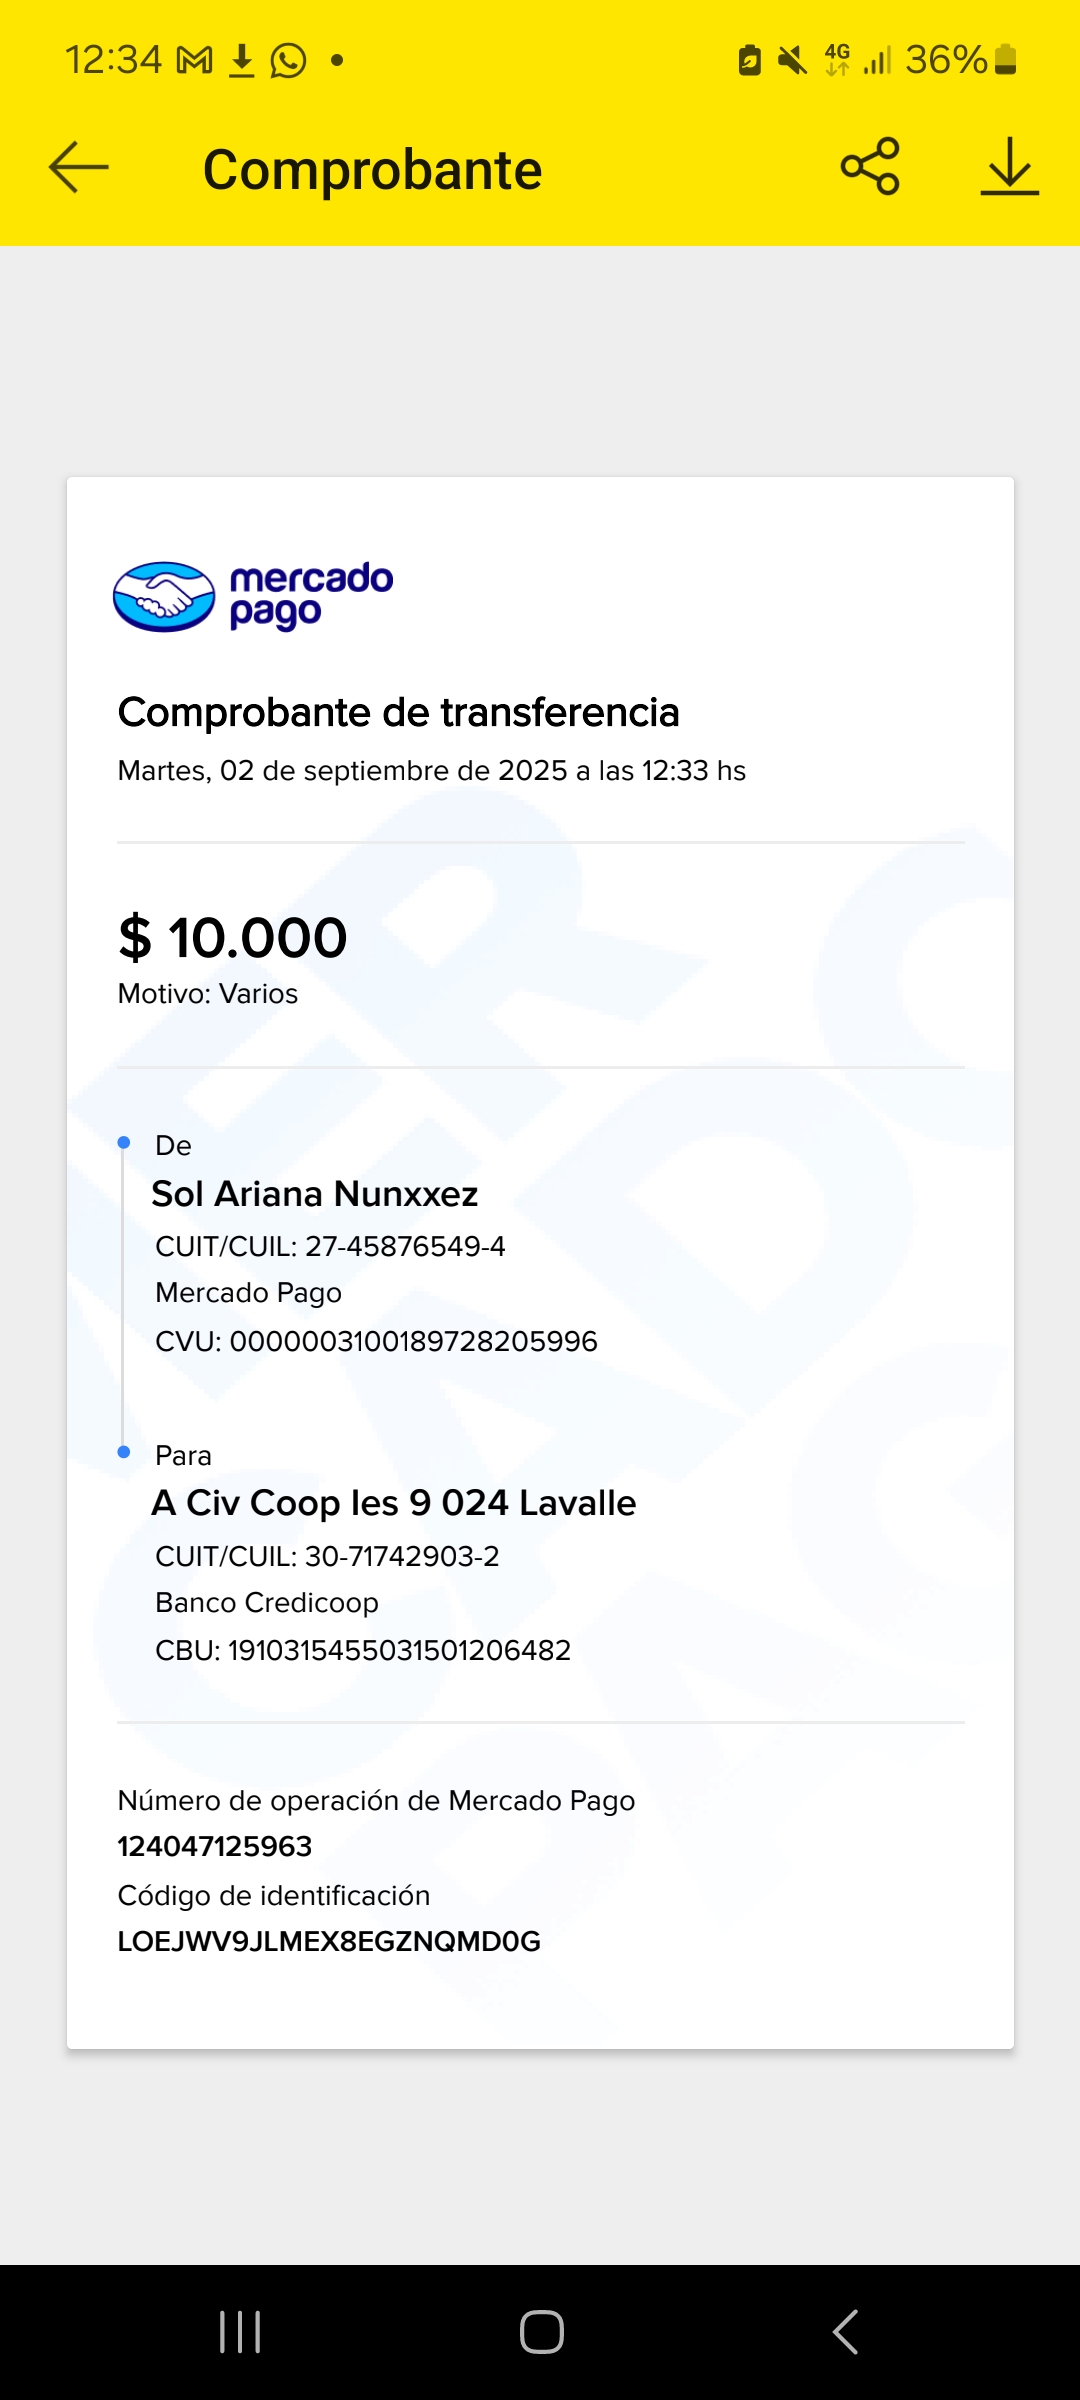 12:34 4G 36%
Comprobante
mercado
pago
Comprobante de transferencia
Martes, 02 de septiembre de 2025 a las 12:33 hs
$ 10.000
Motivo: Varios
De
Sol Ariana Nunxxez
CUIT/CUIL: 27-45876549-4
Mercado Pago
CVU: 0000003100189728205996
Para
A Civ Coop Ies 9 024 Lavalle
CUIT/CUIL: 30-71742903-2
Banco Credicoop
CBU: 1910315455031501206482
Número de operación de Mercado Pago
124047125963
Código de identificación
LOEJWV9JLMEX8EGZNQMD0G
MERCADO
PAGO